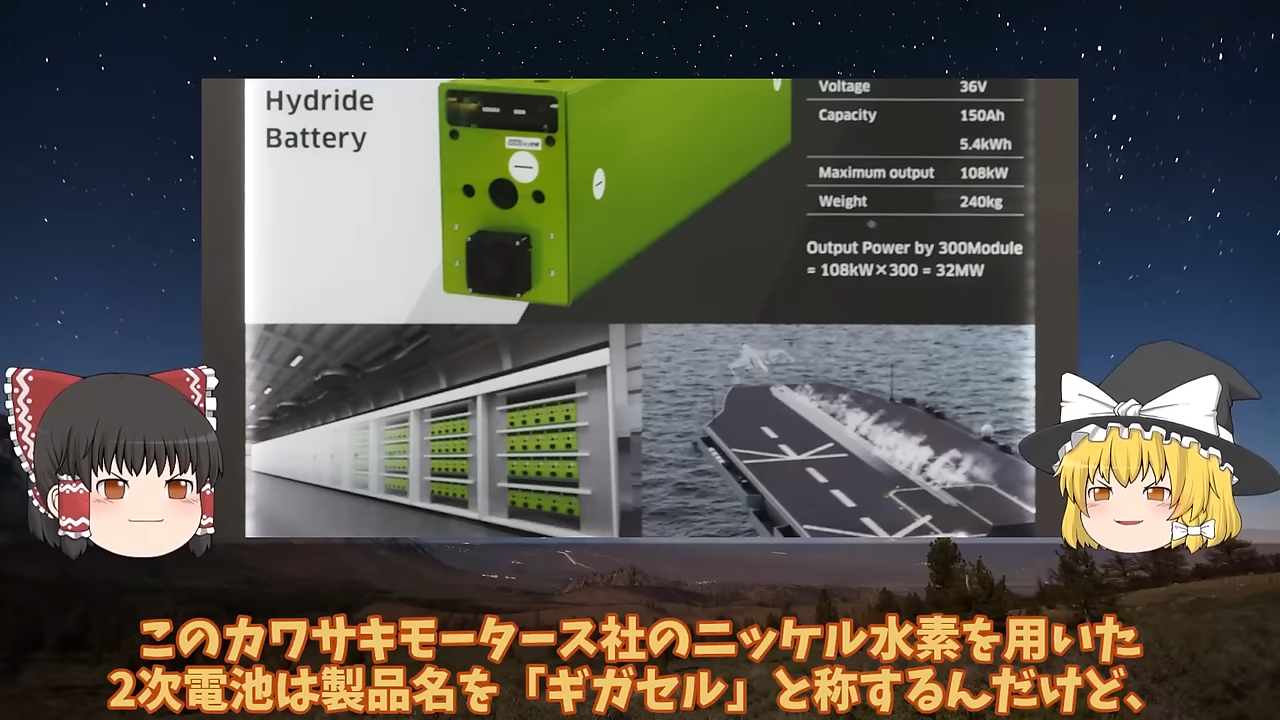 Hydride
Battery
Voltage 36V
Capacity 150Ah
5.4kWh
Maximum output 108kW
Weight 240kg
Output Power by 300Module
= 108kW×300 = 32MW
このカワサキモータース社のニッケル水素を用いた
2次電池は製品名を「ギガセル」と称するんだけど、